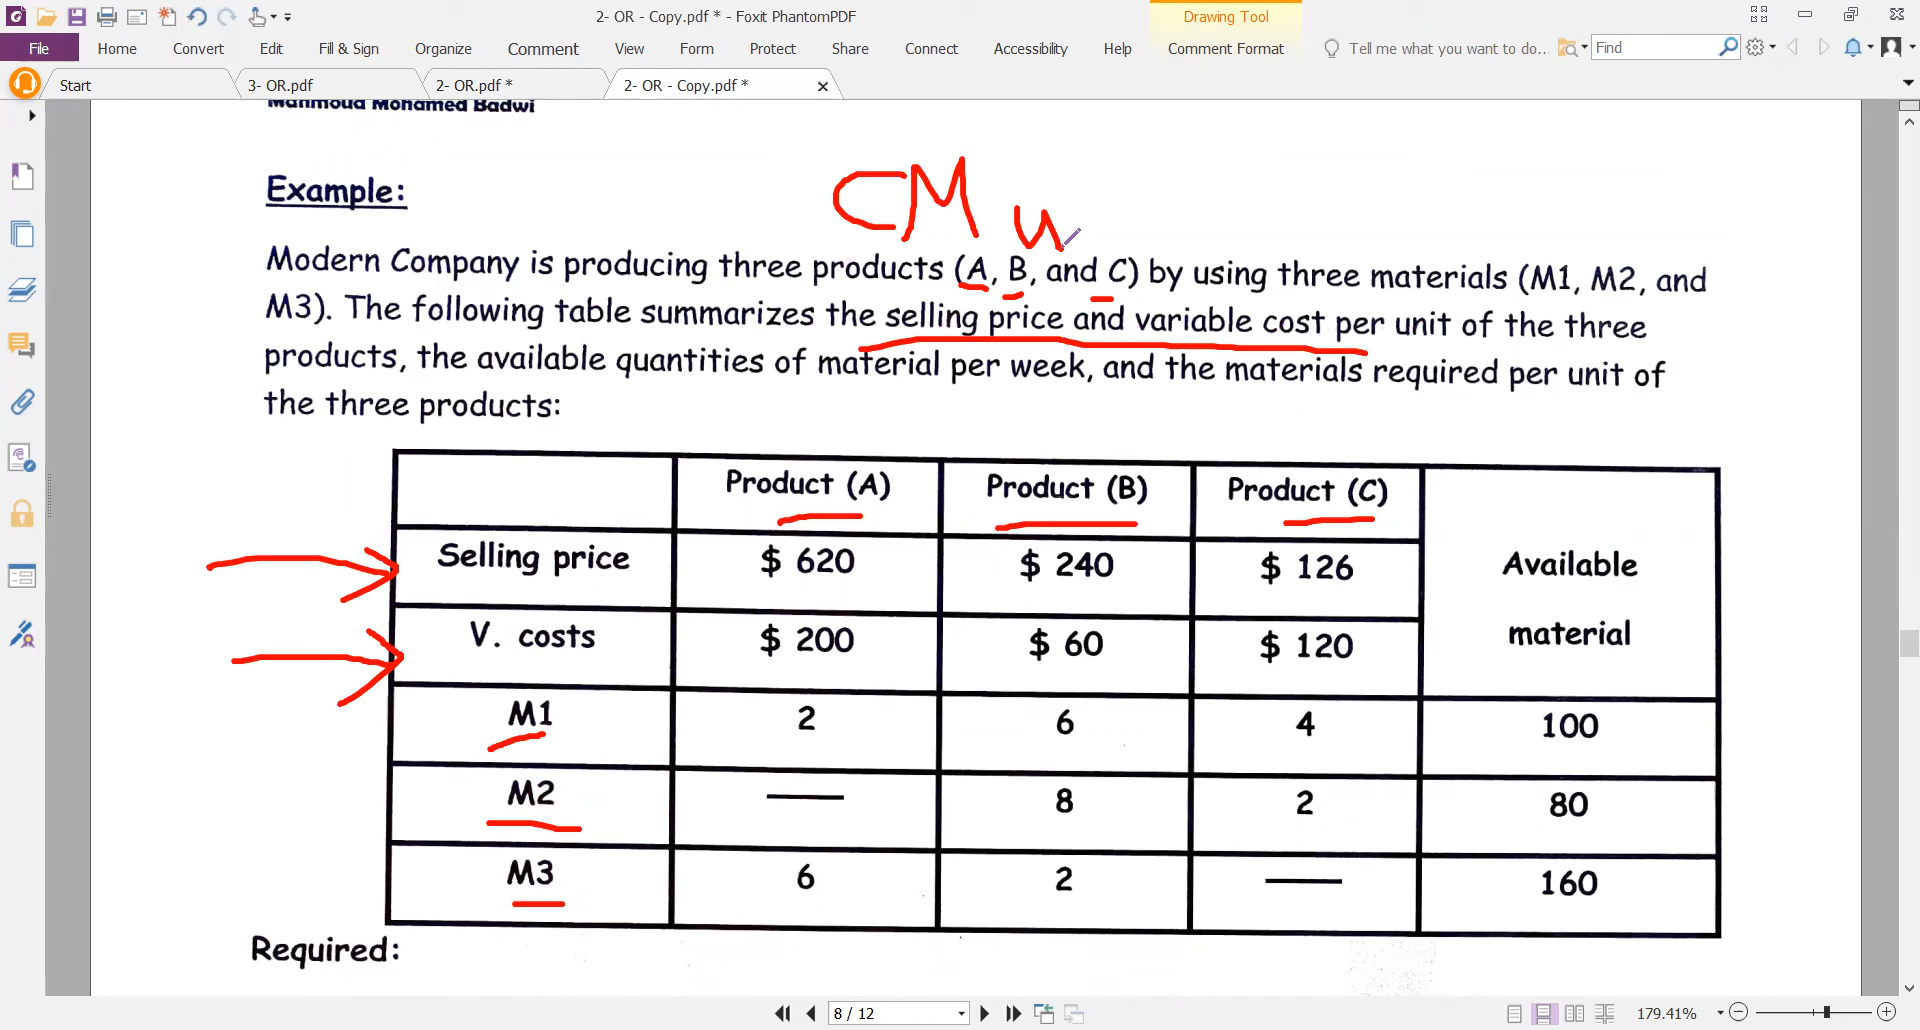 2- OR - Copy.pdf * - Foxit PhantomPDF
Drawing Tool
File Home Convert Edit Fill & Sign Organize Comment View Form Protect Share Connect Accessibility Help Comment Format Tell me what you want to do... Find
Start 3- OR.pdf 2- OR.pdf * 2- OR - Copy.pdf *
Mahmoud Mohamed Badwi
CM u
Example:
Modern Company is producing three products (A, B, and C) by using three materials (M1, M2, and
M3). The following table summarizes the selling price and variable cost per unit of the three
products, the available quantities of material per week, and the materials required per unit of
the three products:
Product (A) Product (B) Product (C) Available material
Selling price $ 620 $ 240 $ 126
V. costs $ 200 $ 60 $ 120
M1 2 6 4 100
M2 — 8 2 80
M3 6 2 — 160
Required:
8 / 12 179.41%